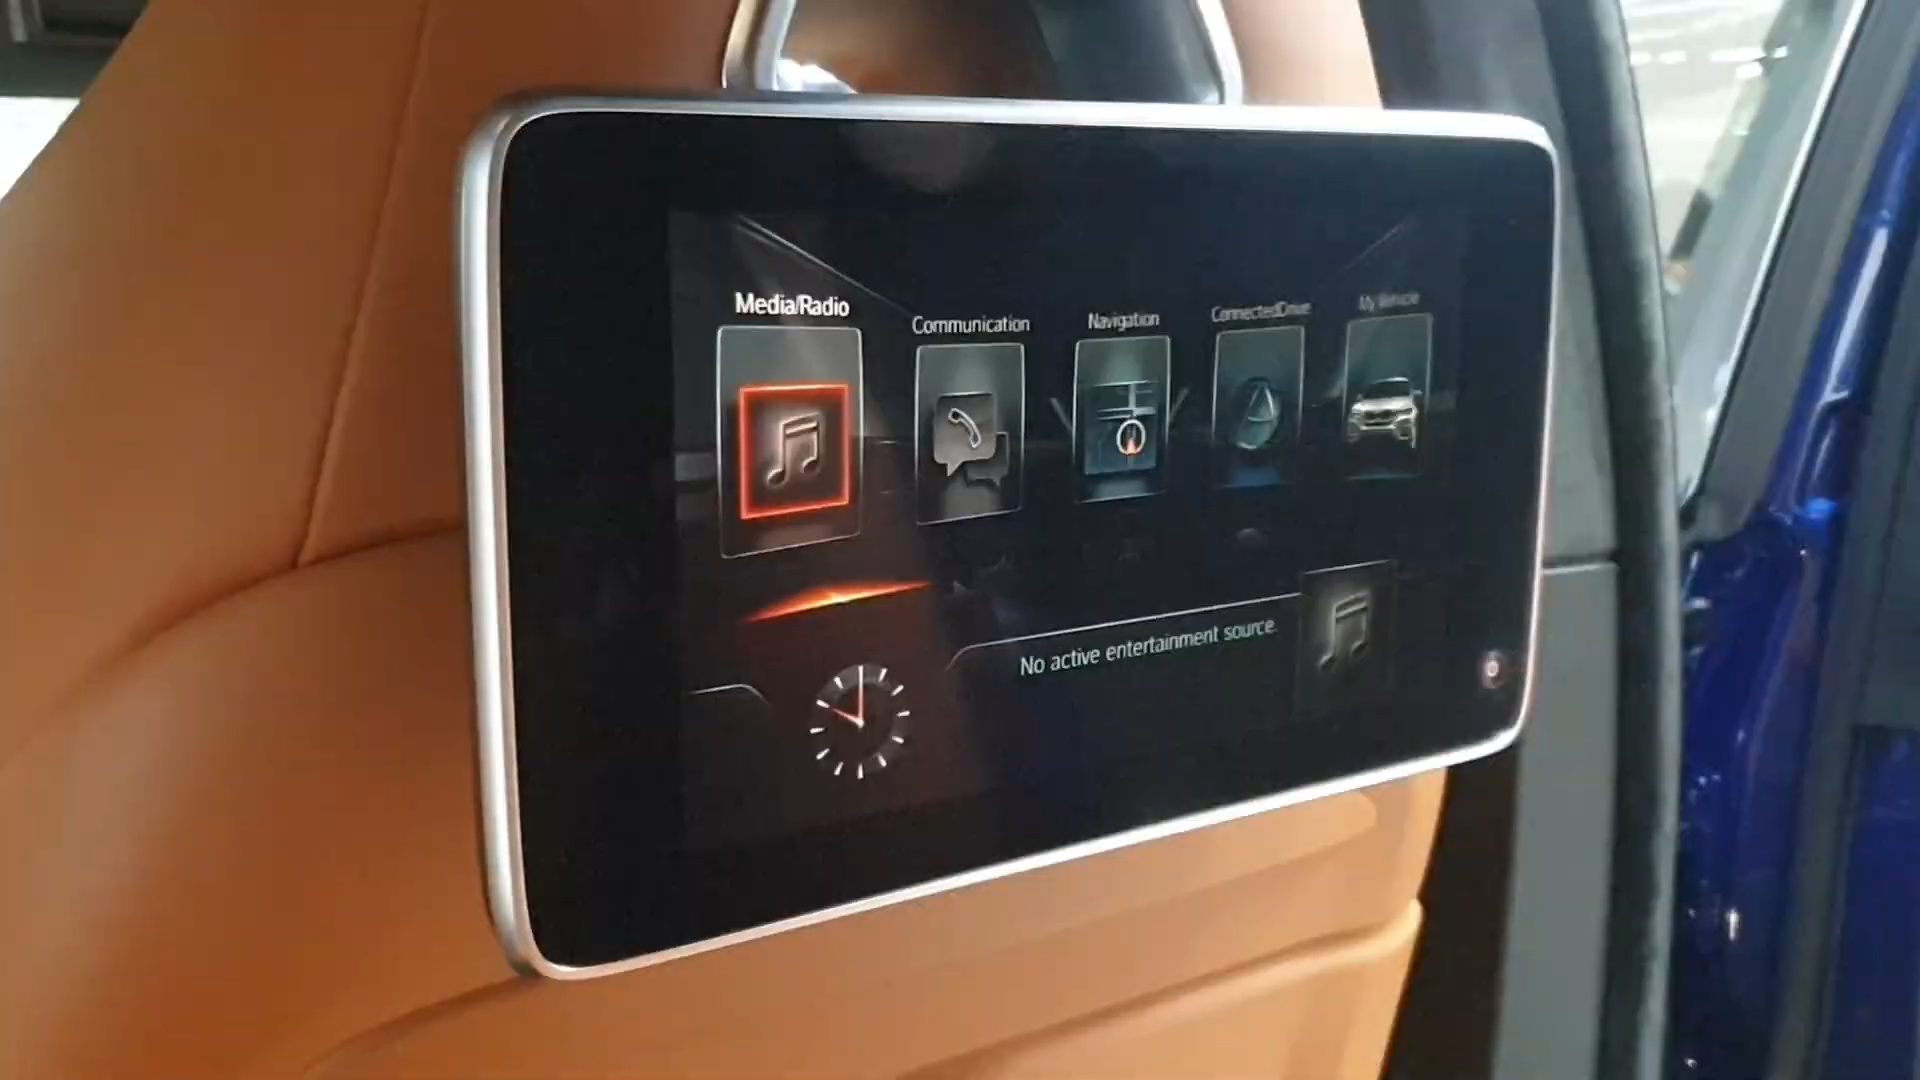 Media/Radio
Communication
Navigation
ConnectedDrive
My Vehicle
No active entertainment source.